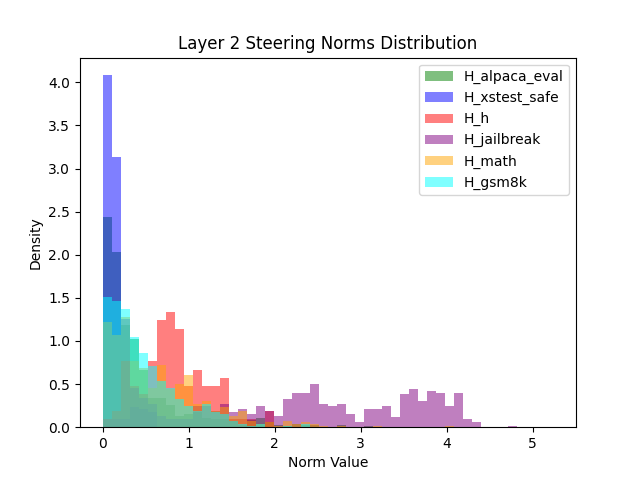 Layer 2 Steering Norms Distribution
H_alpaca_eval
H_xstest_safe
H_h
H_jailbreak
H_math
H_gsm8k
Density
4.0
3.5
3.0
2.5
2.0
1.5
1.0
0.5
0.0
0 1 2 3 4 5
Norm Value